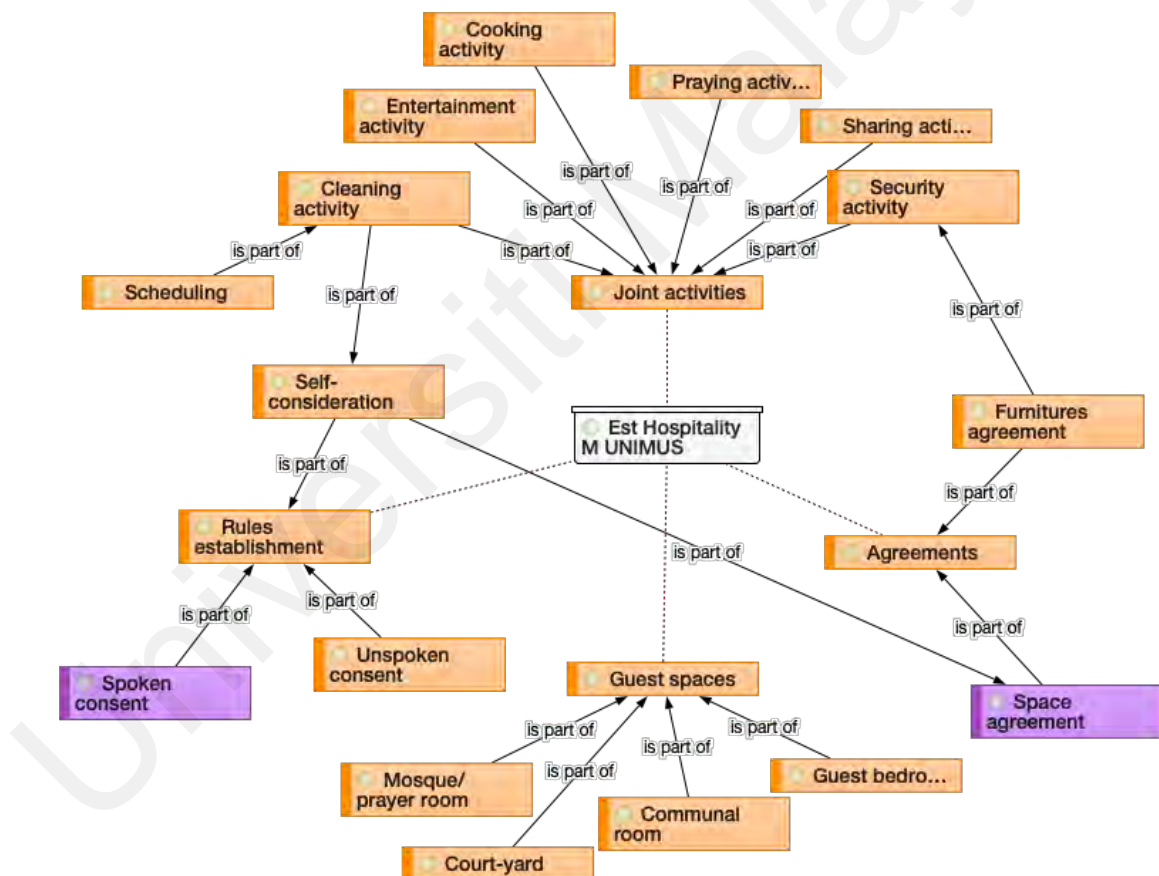 Cooking
activity
Praying activ…
Entertainment
activity
Sharing acti…
is part of
Cleaning
activity
is part of
is part of
is part of
Security
activity
is part of
is part of
is part of
is part of
Scheduling
Joint activities
is part of
is part of
Self-
consideration
Est Hospitality
M UNIMUS
Furnitures
agreement
is part of
is part of
Rules
establishment
is part of
Agreements
is part of
is part of
is part of
Spoken
consent
Unspoken
consent
Guest spaces
Space
agreement
is part of
is part of
is part of
is part of
Mosque/
prayer room
Guest bedro…
Communal
room
Court-yard
Universiti Malay